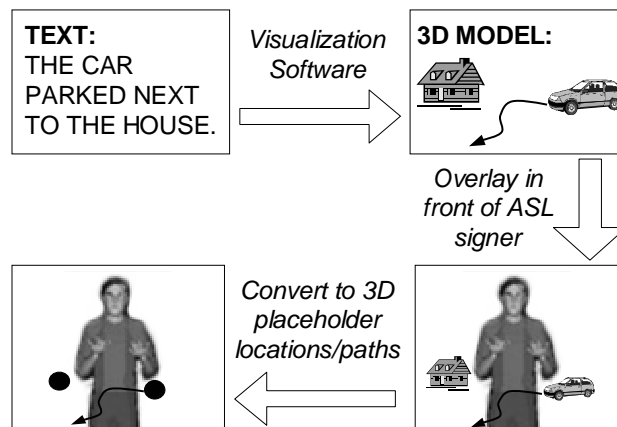 TEXT:
THE CAR
PARKED NEXT
TO THE HOUSE.
Visualization
Software
3D MODEL:
Overlay in
front of ASL
signer
Convert to 3D
placeholder
locations/paths